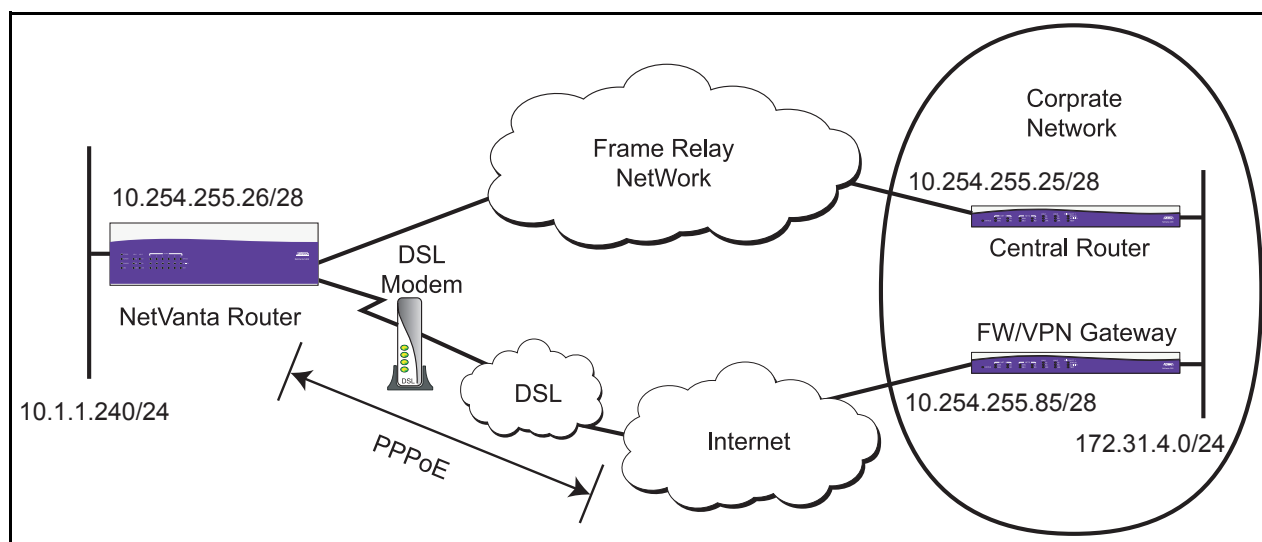 Corprate
Network
Frame Relay
NetWork
10.254.255.26/28
10.254.255.25/28
Central Router
DSL
Modem
NetVanta Router
FW/VPN Gateway
DSL
DSL
10.1.1.240/24
10.254.255.85/28
Internet
PPPoE
172.31.4.0/24